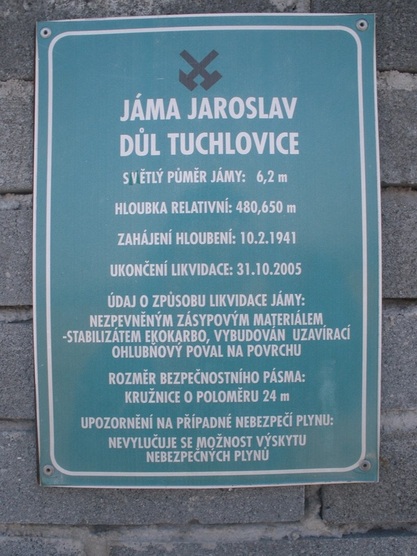 JÁMA JAROSLAV
DŮL TUCHLOVICE
SVĚTLÝ PŮMĚR JÁMY: 6,2 m
HLOUBKA RELATIVNÍ: 480,650 m
ZAHÁJENÍ HLOUBENÍ: 10.2.1941
UKONČENÍ LIKVIDACE: 31.10.2005
ÚDAJ O ZPŮSOBU LIKVIDACE JÁMY:
NEZPEVNĚNÝM ZÁSYPOVÝM MATERIÁLEM
-STABILIZÁTEM EKOKARBO, VYBUDOVÁN UZAVÍRACÍ
OHLUBŇOVÝ POVAL NA POVRCHU
ROZMĚR BEZPEČNOSTNÍHO PÁSMA:
KRUŽNICE O POLOMĚRU 24 m
UPOZORNĚNÍ NA PŘÍPADNÉ NEBEZPEČÍ PLYNU:
NEVYLUČUJE SE MOŽNOST VÝSKYTU
NEBEZPEČNÝCH PLYNŮ